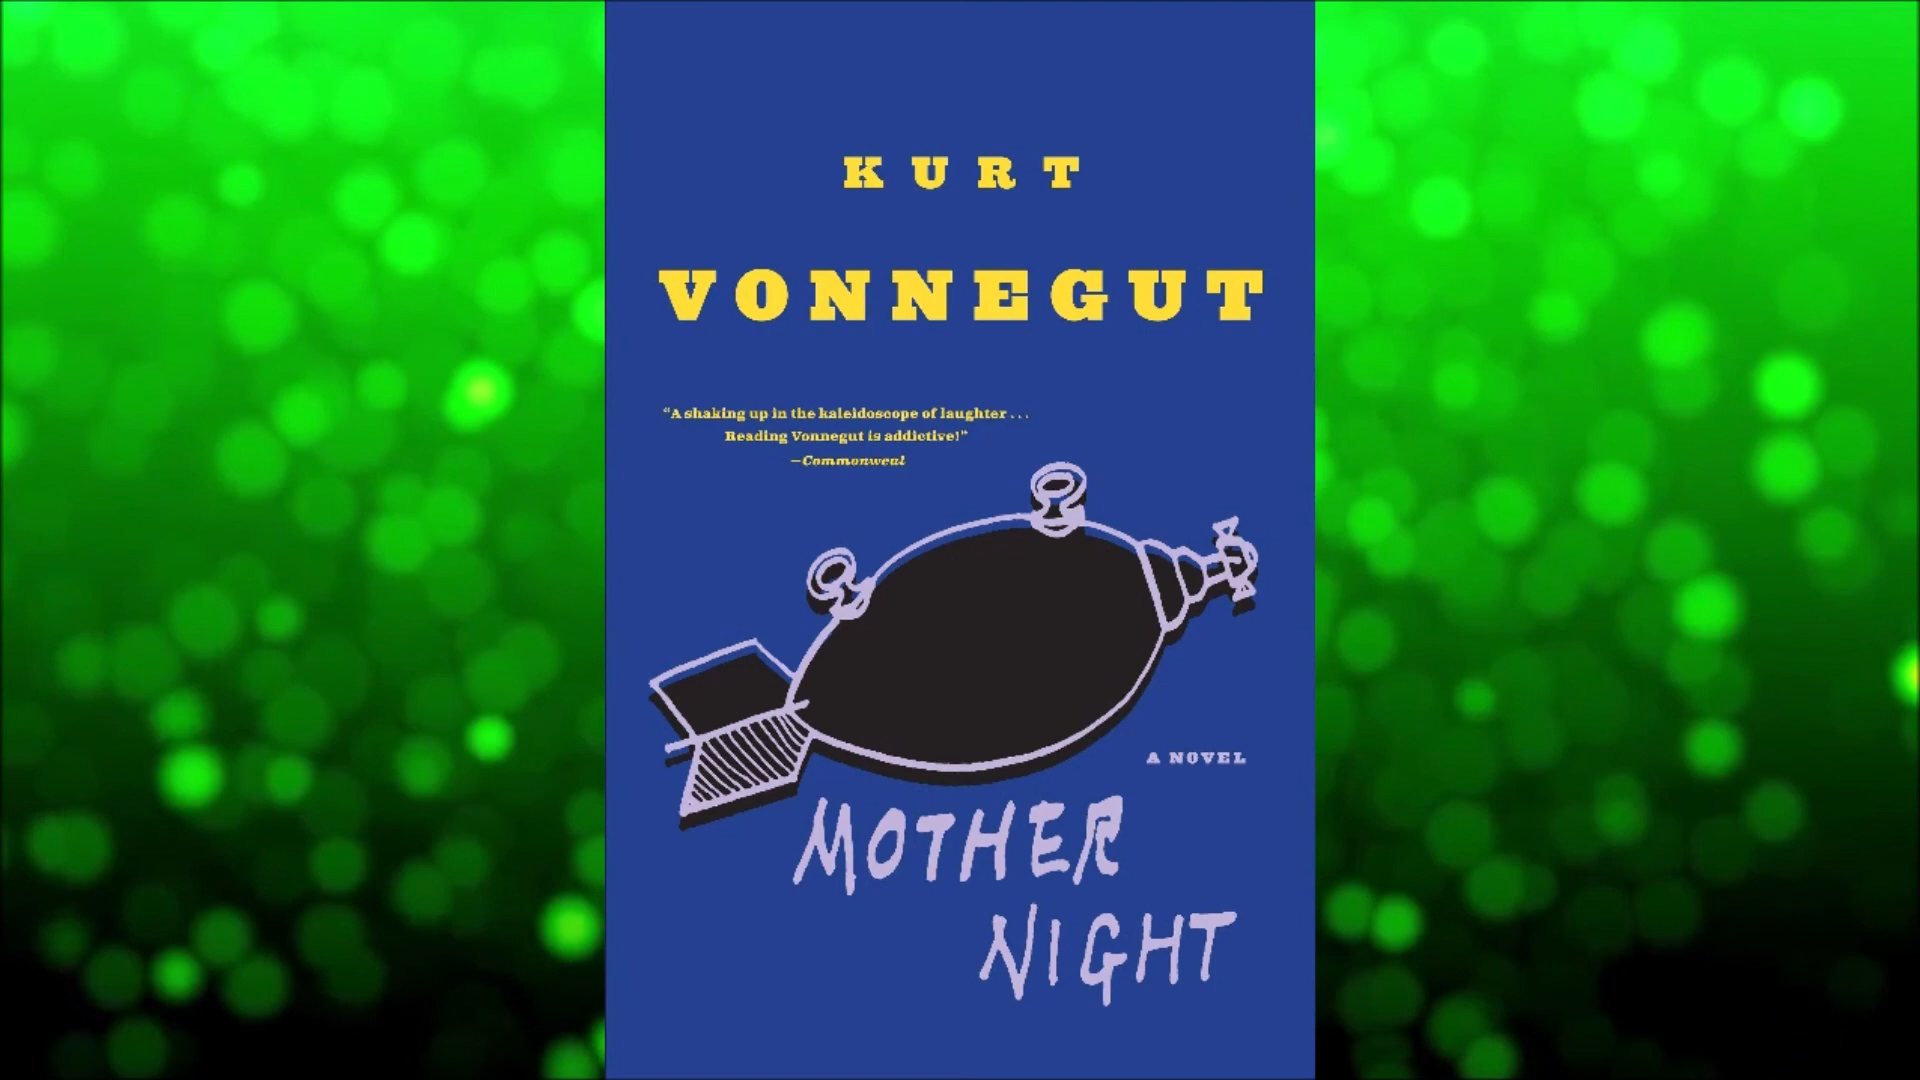 KURT
VONNEGUT
“A shaking up in the kaleidoscope of laughter . . .
Reading Vonnegut is addictive!”
—Commonweal
A NOVEL
MOTHER
NIGHT